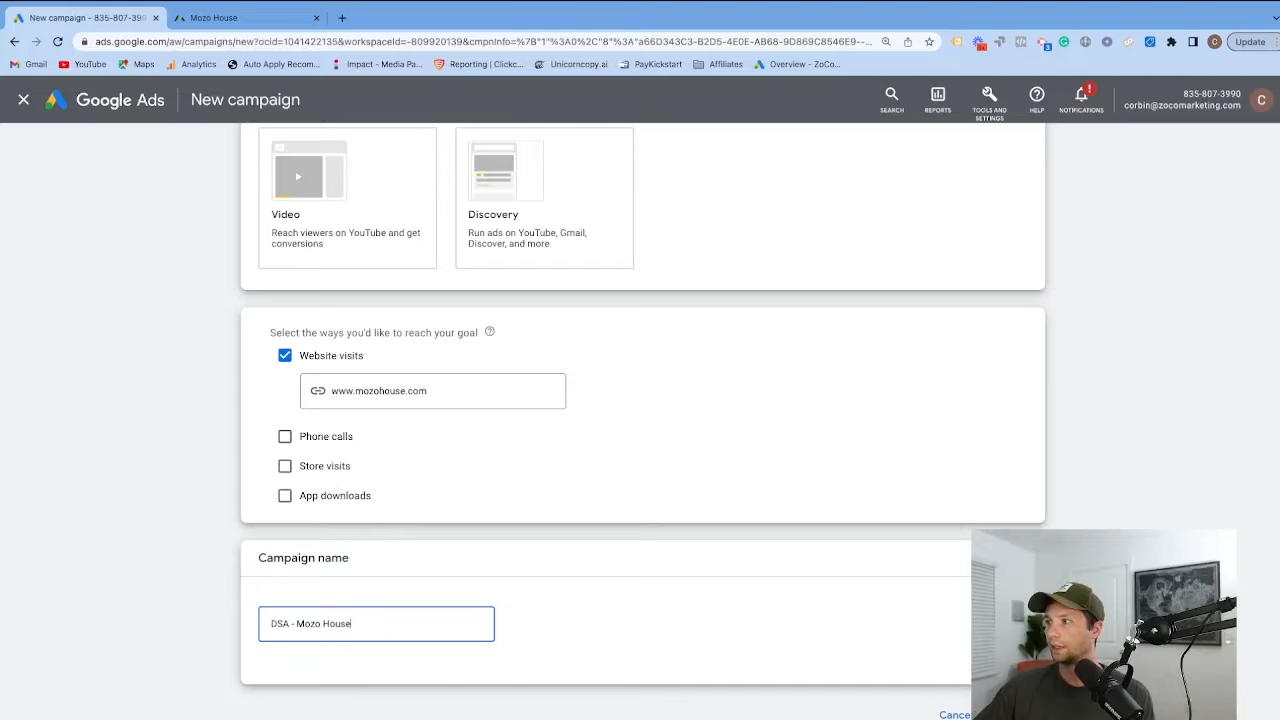 New campaign - 835-807-399
Mozo House
ads.google.com/aw/campaigns/new?ocid=1041422135&workspaceId=-809920139&cmpnInfo=%7B"1"%3A0%2C"8"%3A"a66D343C3-B2D5-4E0E-AB68-9D869C8546E9--...
Update
Gmail
YouTube
Maps
Analytics
Auto Apply Recom...
Impact - Media Pa...
Reporting | Clickc...
Unicorncopy.ai
PayKickstart
Affiliates
Overview - ZoCo...
Google Ads
New campaign
SEARCH
REPORTS
TOOLS AND SETTINGS
HELP
NOTIFICATIONS
835-807-3990
corbin@zocomarketing.com
C
Video
Reach viewers on YouTube and get
conversions
Discovery
Run ads on YouTube, Gmail,
Discover, and more
Select the ways you'd like to reach your goal
Website visits
www.mozohouse.com
Phone calls
Store visits
App downloads
Campaign name
DSA - Mozo House
Cance